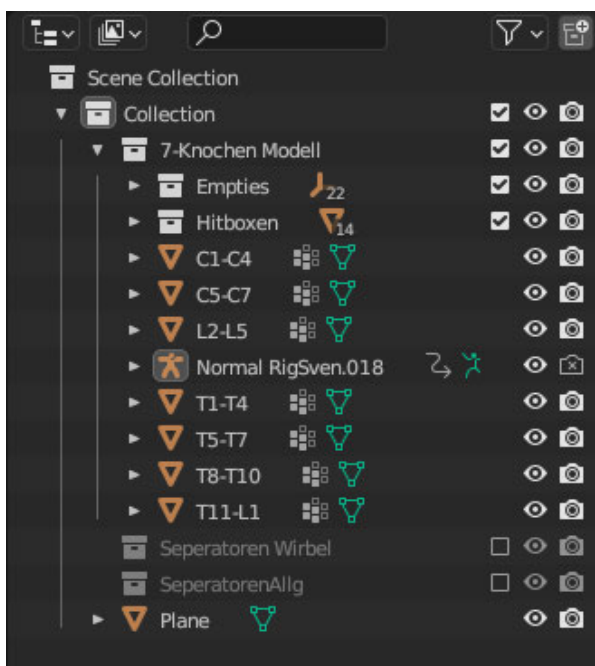 Scene Collection
Collection
7-Knochen Modell
Empties 22
Hitboxen 14
C1-C4
C5-C7
L2-L5
Normal RigSven.018
T1-T4
T5-T7
T8-T10
T11-L1
Seperatoren Wirbel
SeperatorenAllg
Plane